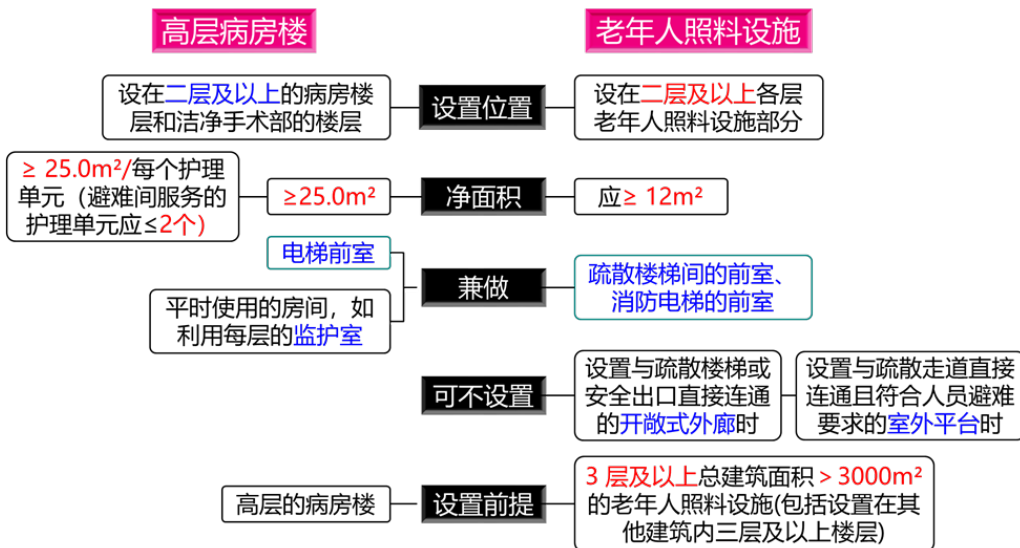 高层病房楼
老年人照料设施
设在二层及以上的病房楼
层和洁净手术部的楼层
设置位置
设在二层及以上各层
老年人照料设施部分
≥ 25.0m²/每个护理
单元（避难间服务的
护理单元应≤2个）
≥25.0m²
净面积
应≥ 12m²
电梯前室
平时使用的房间，如
利用每层的监护室
兼做
疏散楼梯间的前室、
消防电梯的前室
可不设置
设置与疏散楼梯或
安全出口直接连通
的开敞式外廊时
设置与疏散走道直接
连通且符合人员避难
要求的室外平台时
高层的病房楼
设置前提
3 层及以上总建筑面积＞3000m²
的老年人照料设施(包括设置在其
他建筑内三层及以上楼层)